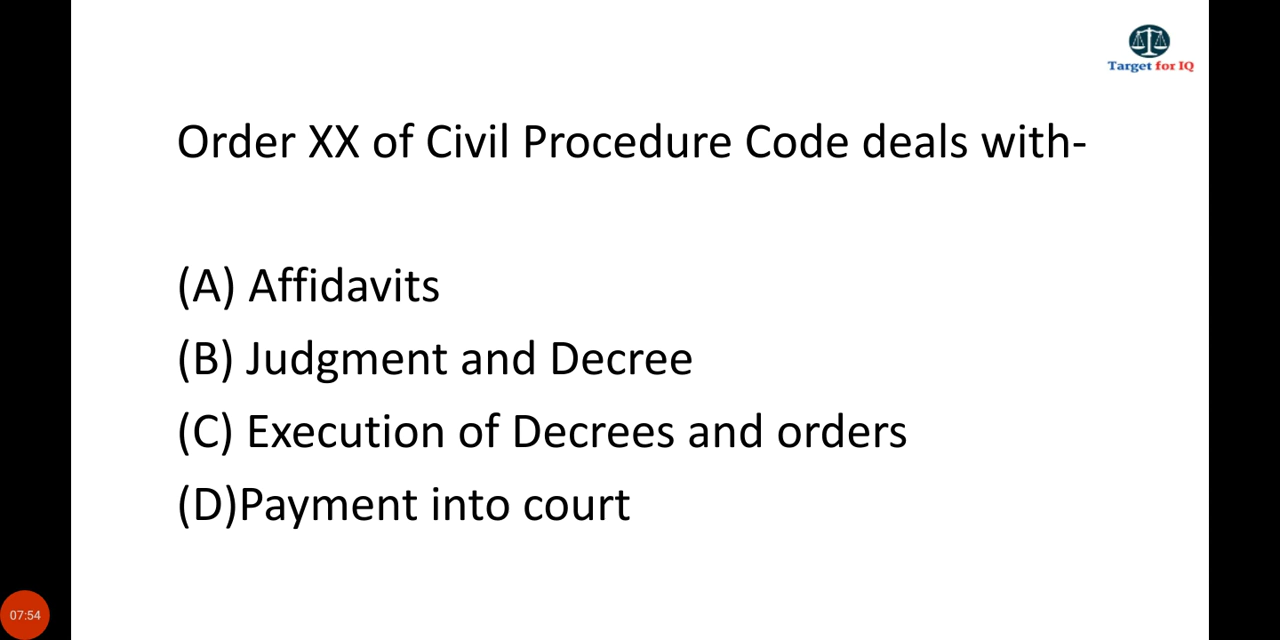 Target for IQ
Order XX of Civil Procedure Code deals with-
(A) Affidavits
(B) Judgment and Decree
(C) Execution of Decrees and orders
(D)Payment into court
07:54